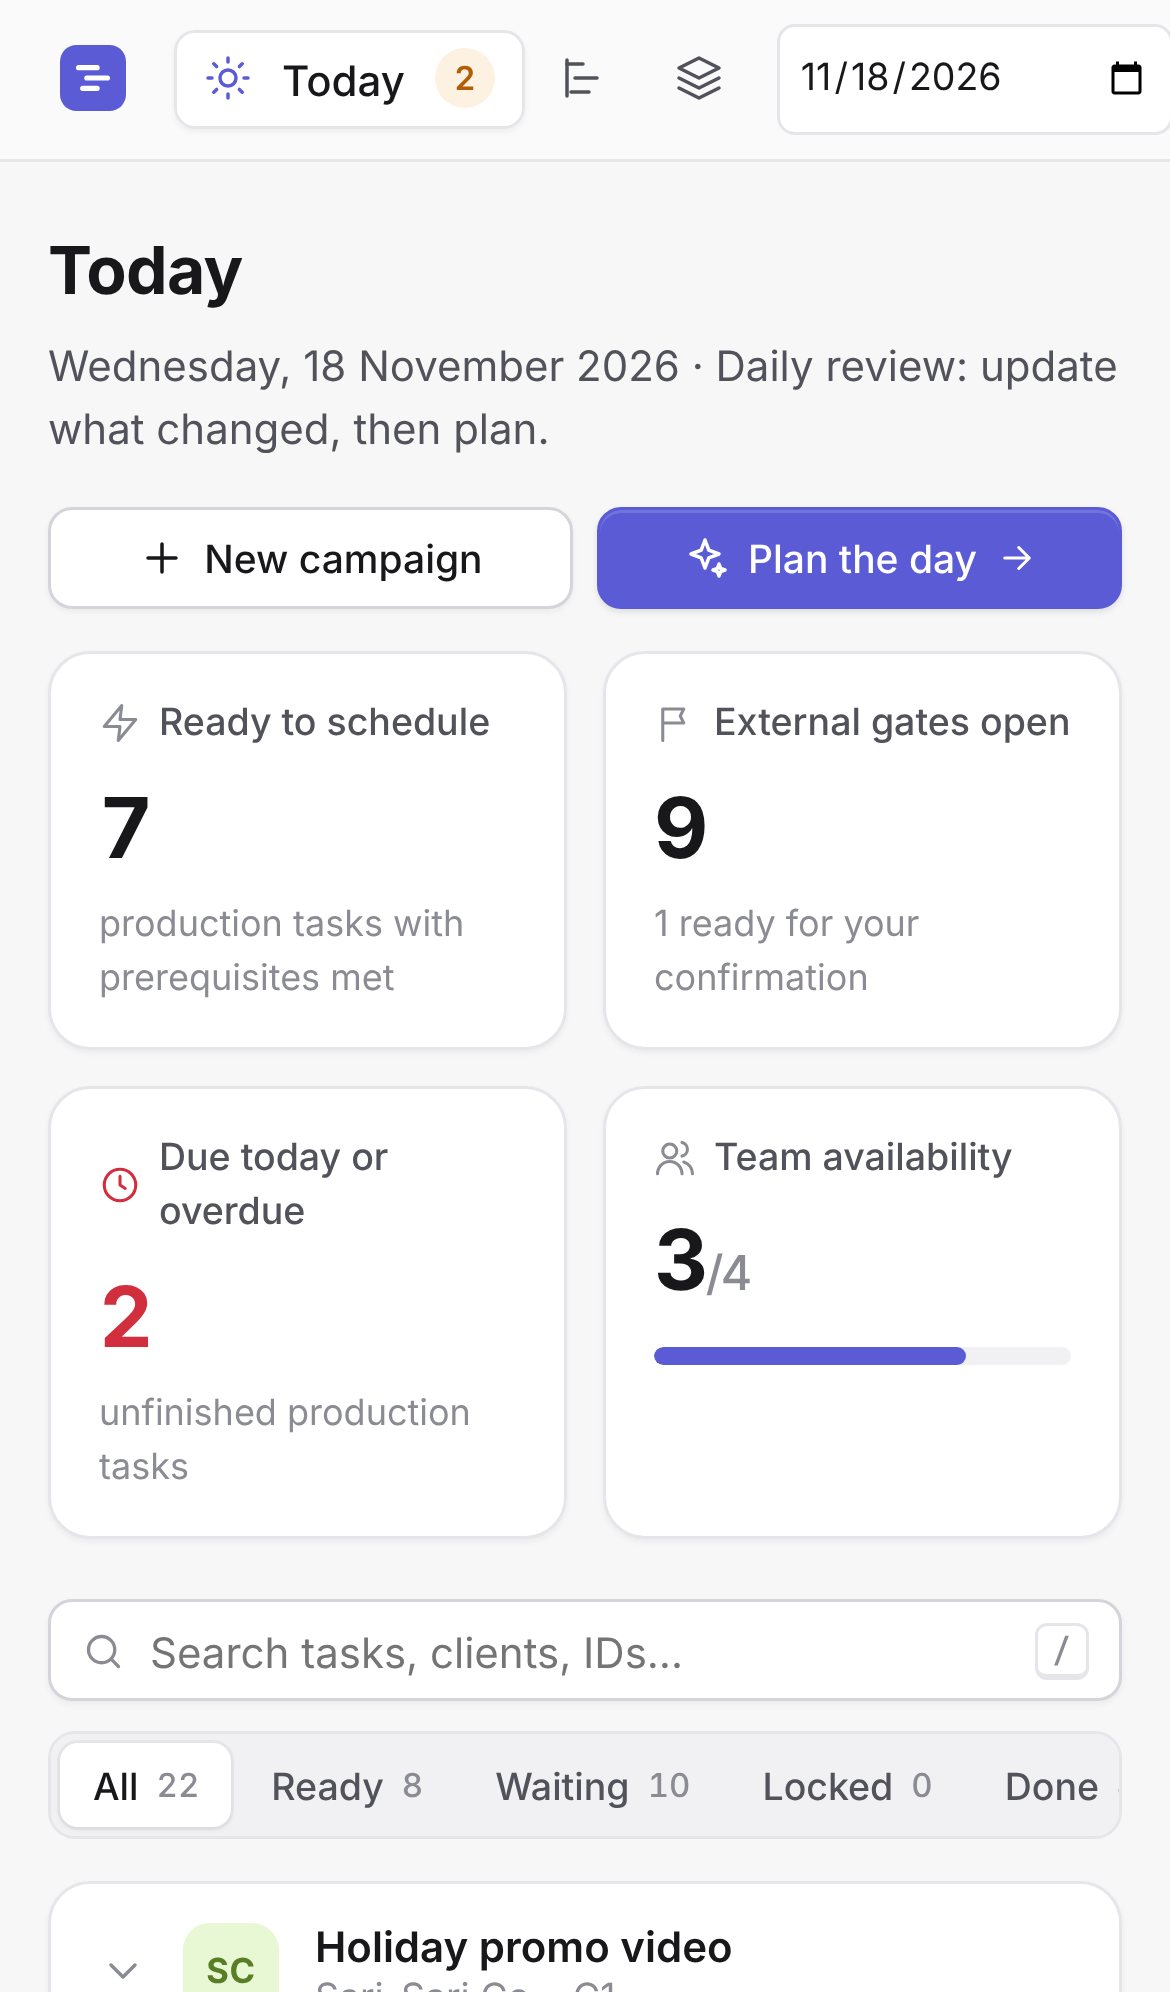 Today 2
11/18/2026
Today
Wednesday, 18 November 2026 · Daily review: update
what changed, then plan.
New campaign
Plan the day
Ready to schedule
7
production tasks with
prerequisites met
External gates open
9
1 ready for your
confirmation
Due today or
overdue
2
unfinished production
tasks
Team availability
3/4
Search tasks, clients, IDs...
/
All 22 Ready 8 Waiting 10 Locked 0 Done
SC
Holiday promo video